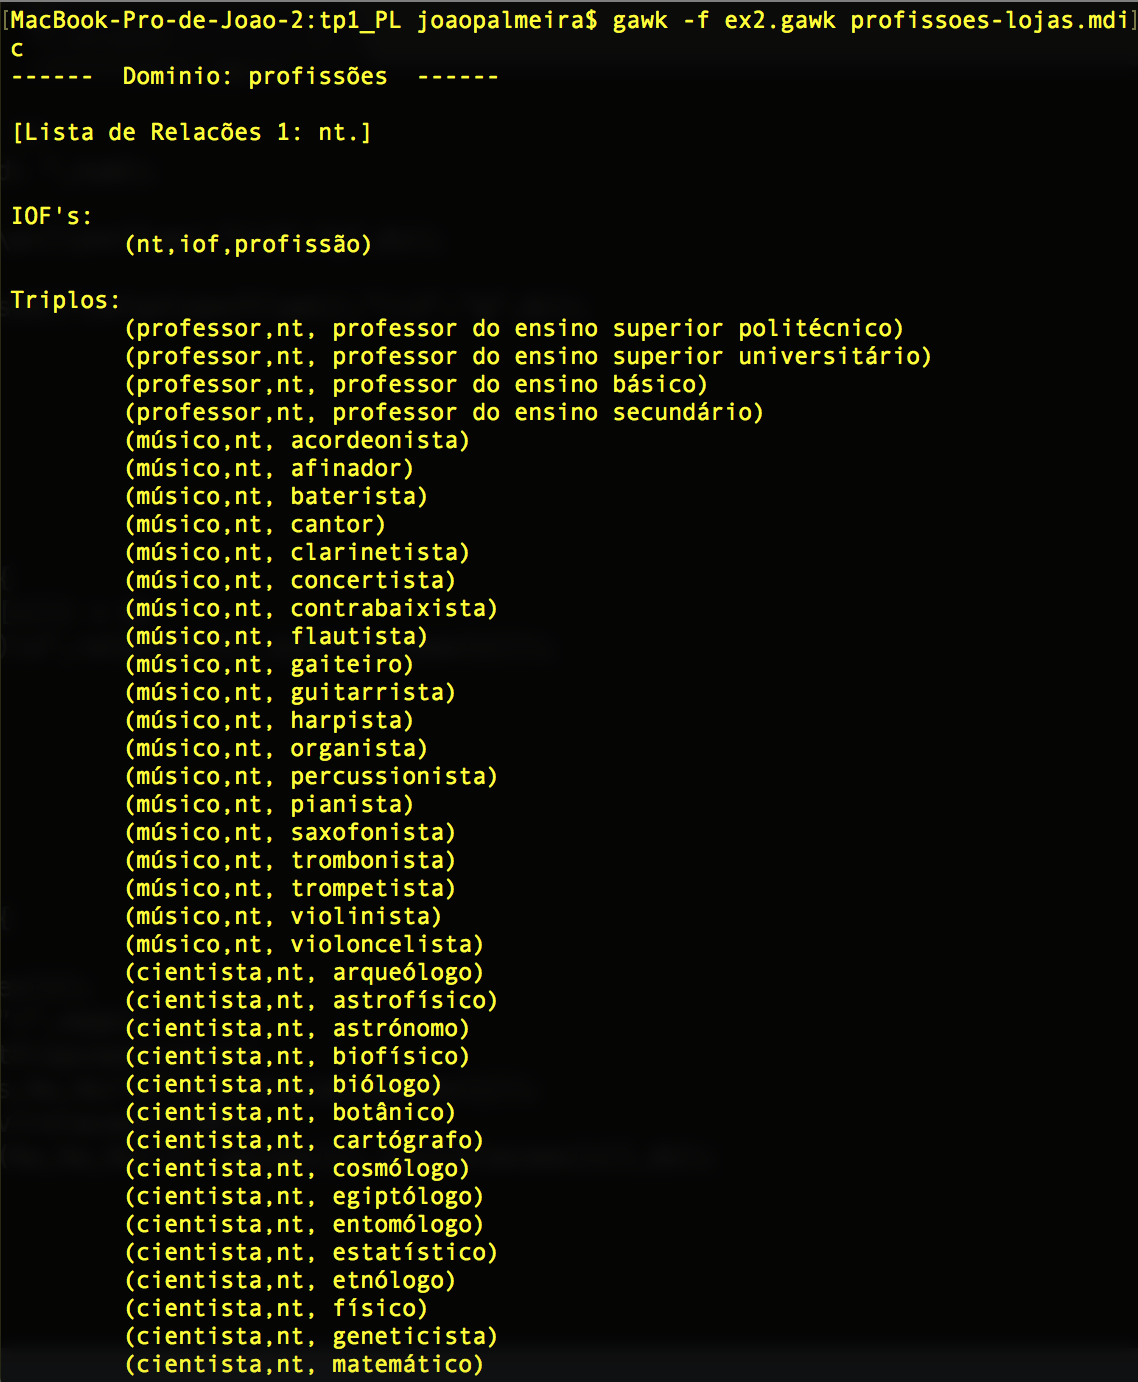 [MacBook-Pro-de-Joao-2:tp1_PL joaopalmeira$ gawk -f ex2.gawk profissoes-lojas.mdi]
c
------  Dominio: profissões  ------
[Lista de Relacões 1: nt.]
IOF's:
(nt,iof,profissão)
Triplos:
(professor,nt, professor do ensino superior politécnico)
(professor,nt, professor do ensino superior universitário)
(professor,nt, professor do ensino básico)
(professor,nt, professor do ensino secundário)
(músico,nt, acordeonista)
(músico,nt, afinador)
(músico,nt, baterista)
(músico,nt, cantor)
(músico,nt, clarinetista)
(músico,nt, concertista)
(músico,nt, contrabaixista)
(músico,nt, flautista)
(músico,nt, gaiteiro)
(músico,nt, guitarrista)
(músico,nt, harpista)
(músico,nt, organista)
(músico,nt, percussionista)
(músico,nt, pianista)
(músico,nt, saxofonista)
(músico,nt, trombonista)
(músico,nt, trompetista)
(músico,nt, violinista)
(músico,nt, violoncelista)
(cientista,nt, arqueólogo)
(cientista,nt, astrofísico)
(cientista,nt, astrónomo)
(cientista,nt, biofísico)
(cientista,nt, biólogo)
(cientista,nt, botânico)
(cientista,nt, cartógrafo)
(cientista,nt, cosmólogo)
(cientista,nt, egiptólogo)
(cientista,nt, entomólogo)
(cientista,nt, estatístico)
(cientista,nt, etnólogo)
(cientista,nt, físico)
(cientista,nt, geneticista)
(cientista,nt, matemático)